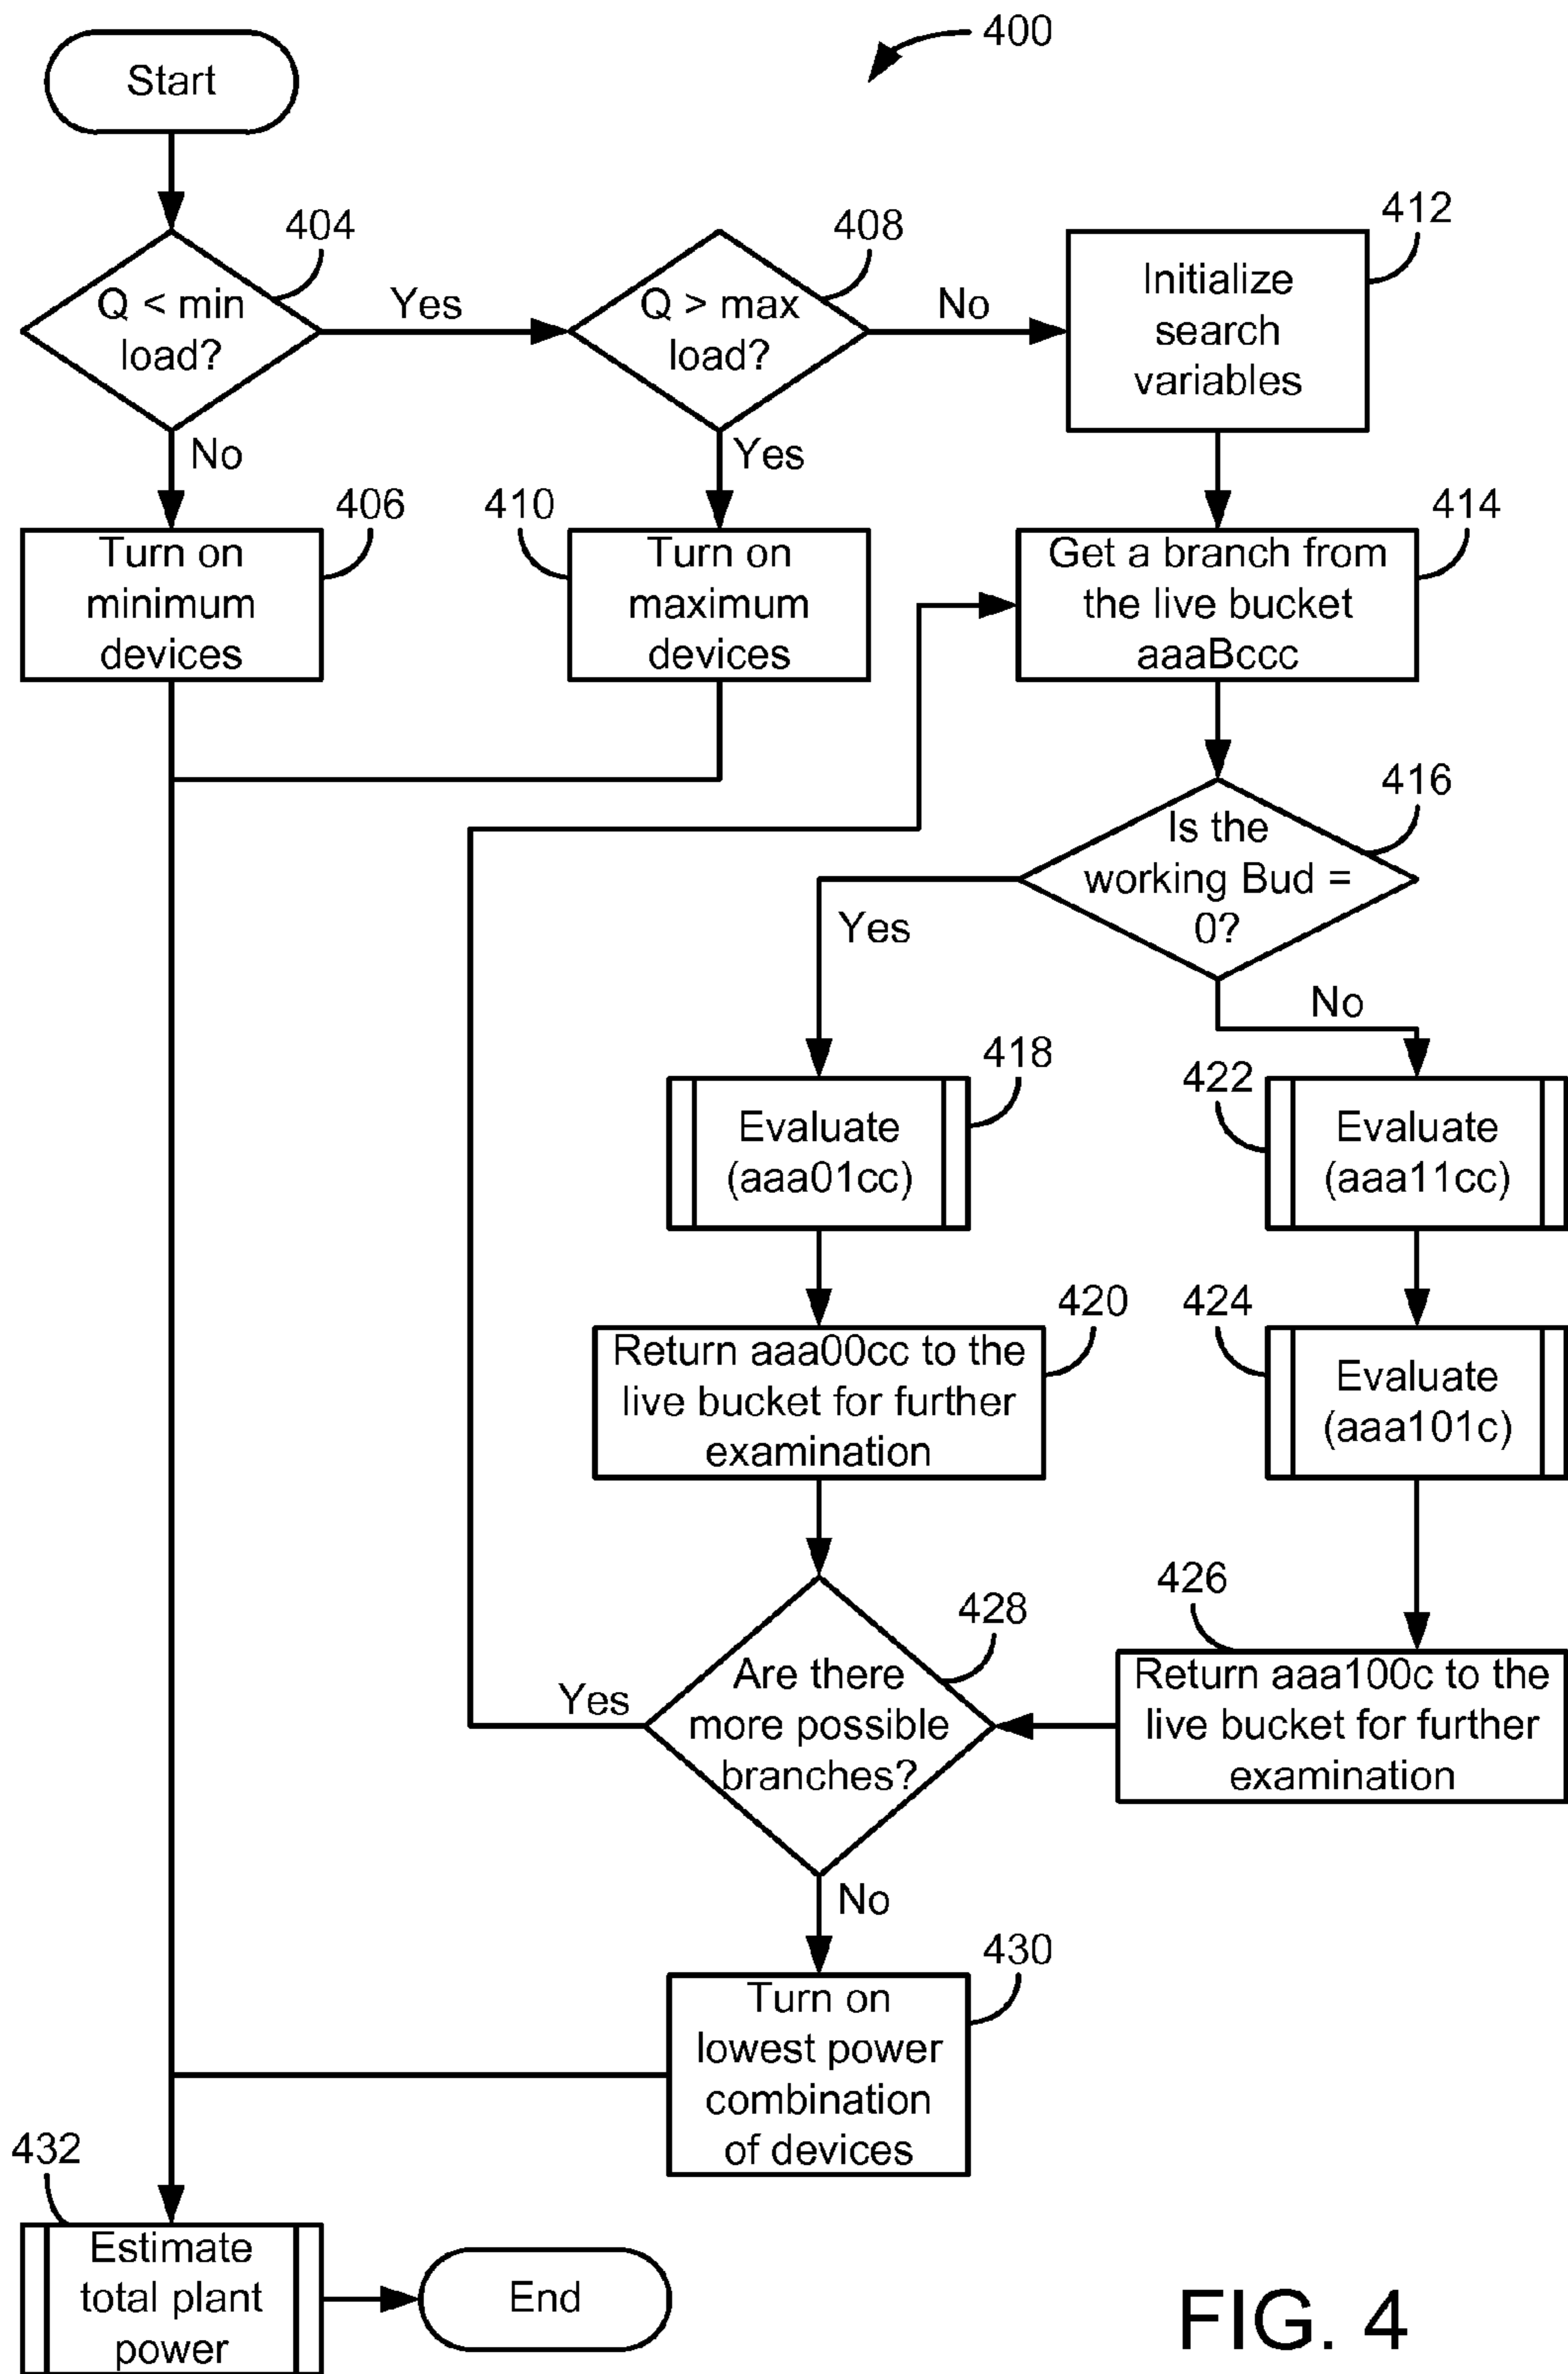 400
Start
404
Q < min
load?
Yes
No
408
Q > max
load?
No
Yes
412
Initialize
search
variables
406
Turn on
minimum
devices
410
Turn on
maximum
devices
414
Get a branch from
the live bucket
aaaBccc
416
Is the
working Bud =
0?
Yes
No
418
Evaluate
(aaa01cc)
422
Evaluate
(aaa11cc)
420
Return aaa00cc to the
live bucket for further
examination
424
Evaluate
(aaa101c)
426
Return aaa100c to the
live bucket for further
examination
428
Are there
more possible
branches?
Yes
No
430
Turn on
lowest power
combination
of devices
432
Estimate
total plant
power
End
FIG. 4